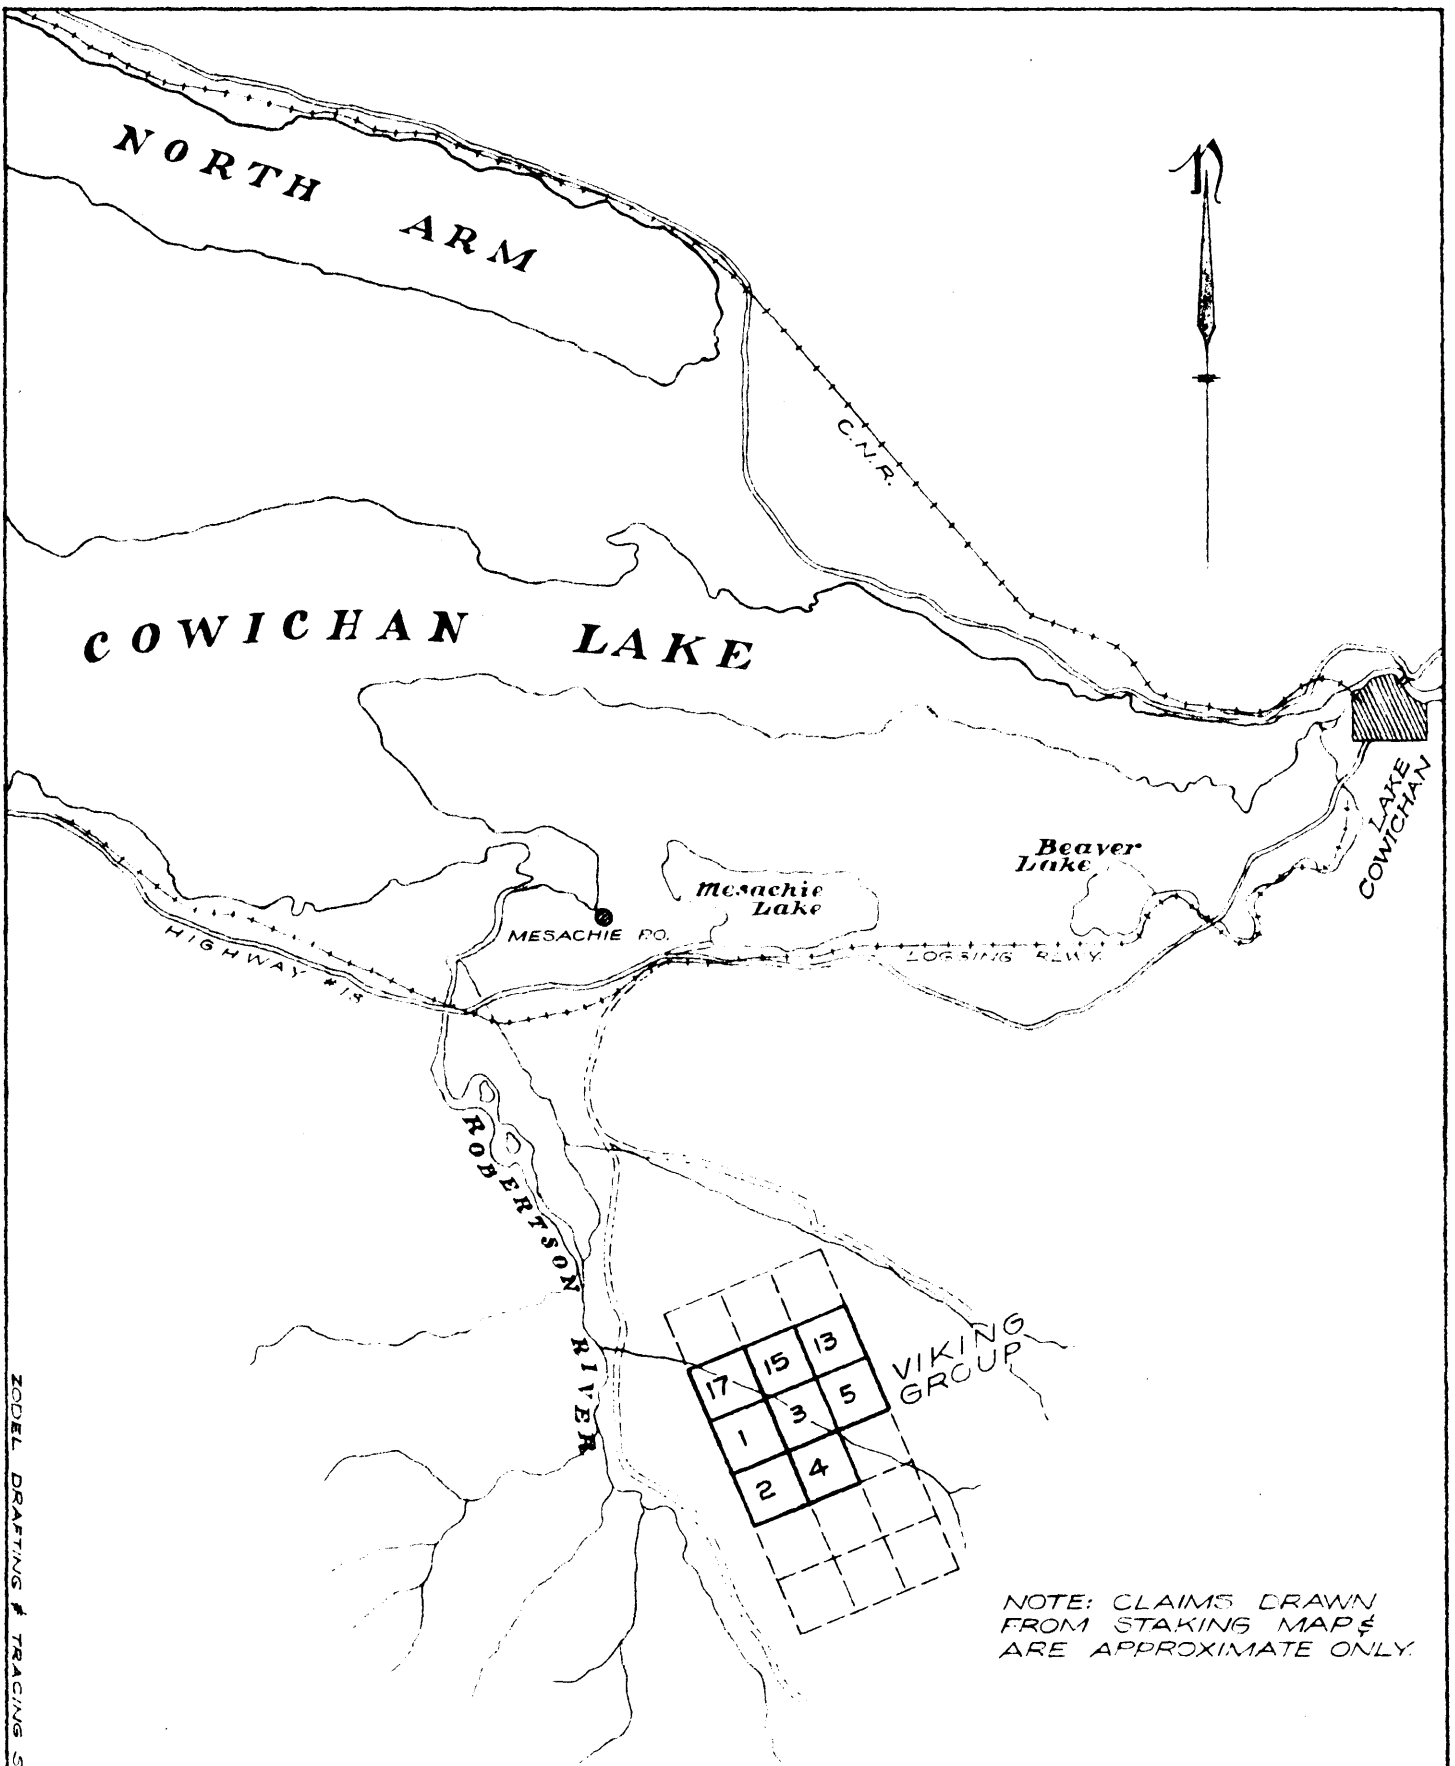 N
NORTH ARM
C.N.R.
COWICHAN LAKE
LAKE
COWICHAN
Beaver
Lake
Mesachie
Lake
MESACHIE P.O.
HIGHWAY #18
LOGGING RLWY.
ROBERTSON RIVER
VIKING
GROUP
13
15
17
5
3
1
4
2
NOTE: CLAIMS DRAWN
FROM STAKING MAP &
ARE APPROXIMATE ONLY.
ZODEL DRAFTING & TRACING S